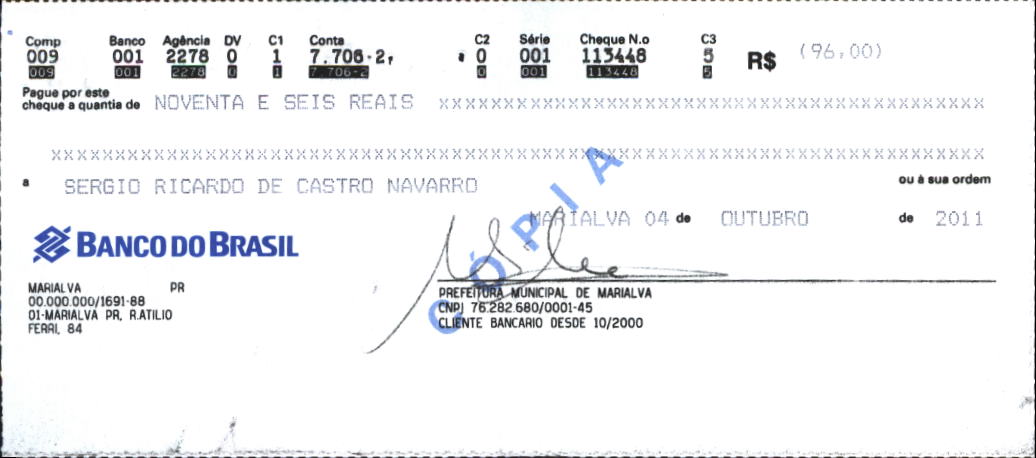 Comp Banco Agência DV C1 Conta C2 Série Cheque N.o C3
009 001 2278 0 1 7.706-2, 0 001 113448 5 R$ (96,00)
009 001 2278 0 1 7.706-2 0 001 113448 5
Pague por este
cheque a quantia de NOVENTA E SEIS REAIS xxxxxxxxxxxxxxxxxxxxxxxxxxxxxxxxxxxxxxxxxxxxxxxxxxx
xxxxxxxxxxxxxxxxxxxxxxxxxxxxxxxxxxxxxxxxxxxxxxxxxxxxxxxxxxxxxxxxxxxxxxxxxxxxxxxxxxxxxxx
a SERGIO RICARDO DE CASTRO NAVARRO ou à sua ordem
MARIALVA 04 de OUTUBRO de 2011
BANCO DO BRASIL
CÓPIA
MARIALVA PR
00.000.000/1691-88
01-MARIALVA PR, R.ATILIO
FERRI, 84
PREFEITURA MUNICIPAL DE MARIALVA
CNPJ 76.282.680/0001-45
CLIENTE BANCARIO DESDE 10/2000